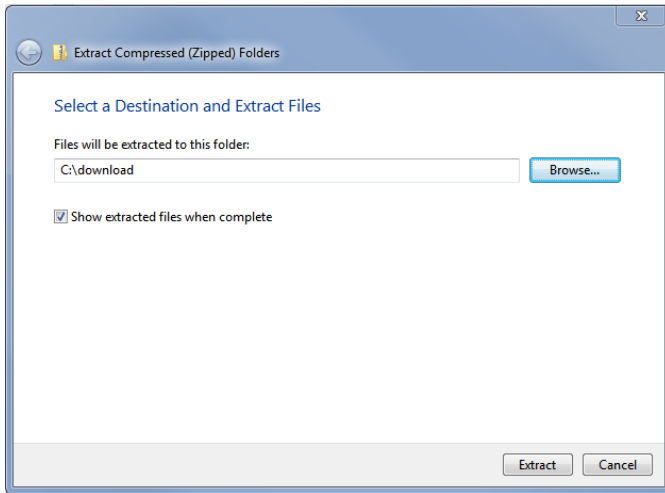 Extract Compressed (Zipped) Folders
Select a Destination and Extract Files
Files will be extracted to this folder:
C:\download
Browse...
Show extracted files when complete
Extract
Cancel